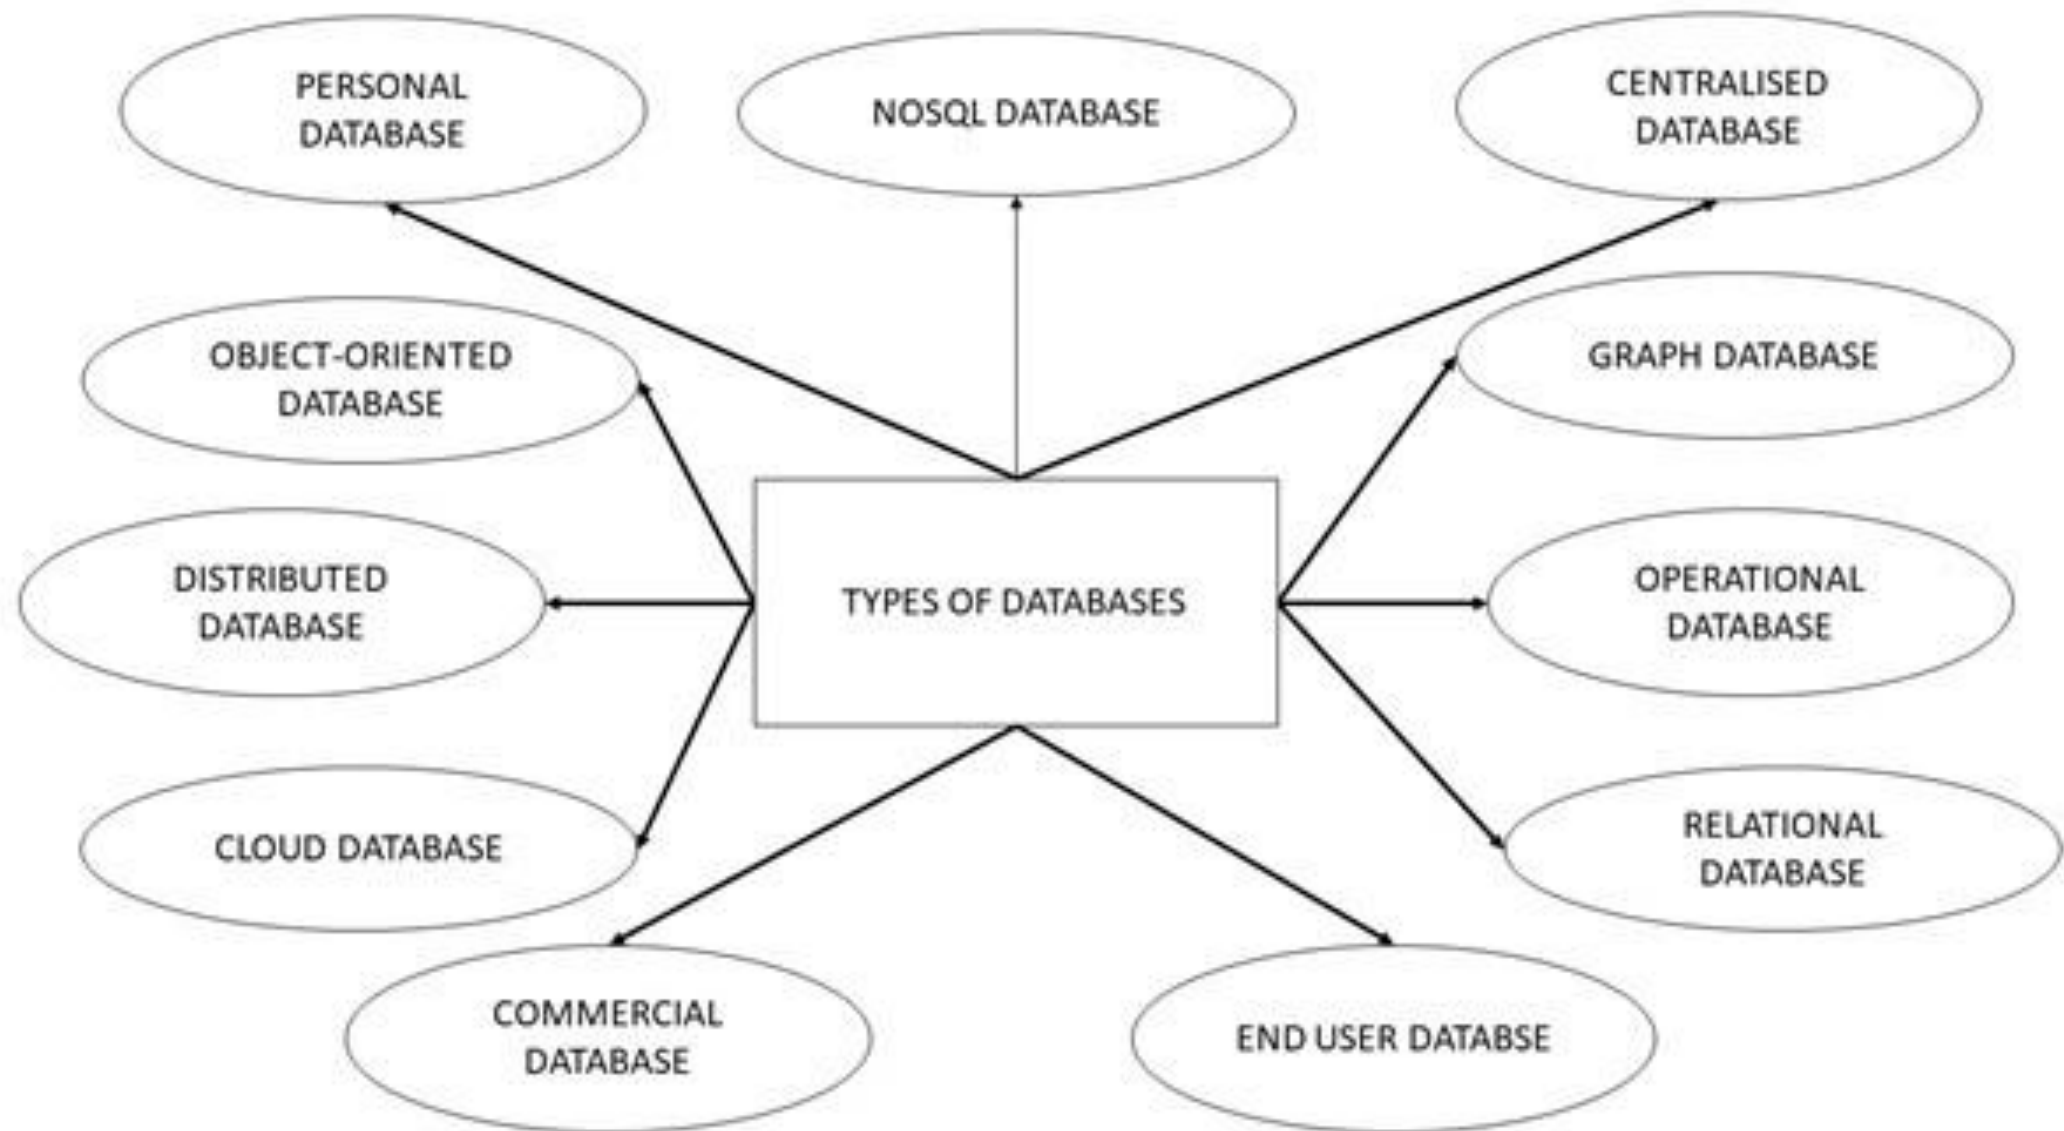 PERSONAL
DATABASE
NOSQL DATABASE
CENTRALISED
DATABASE
OBJECT-ORIENTED
DATABASE
GRAPH DATABASE
DISTRIBUTED
DATABASE
TYPES OF DATABASES
OPERATIONAL
DATABASE
CLOUD DATABASE
RELATIONAL
DATABASE
COMMERCIAL
DATABASE
END USER DATABSE